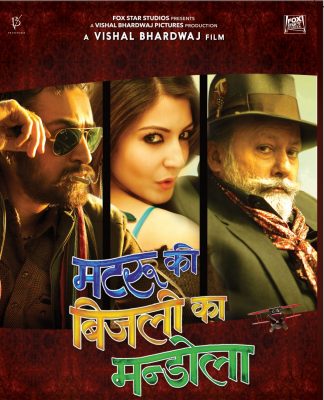 FOX STAR STUDIOS PRESENTS
A VISHAL BHARDWAJ PICTURES PRODUCTION
A VISHAL BHARDWAJ FILM
मटरू की
बिजली का
मन्डोला